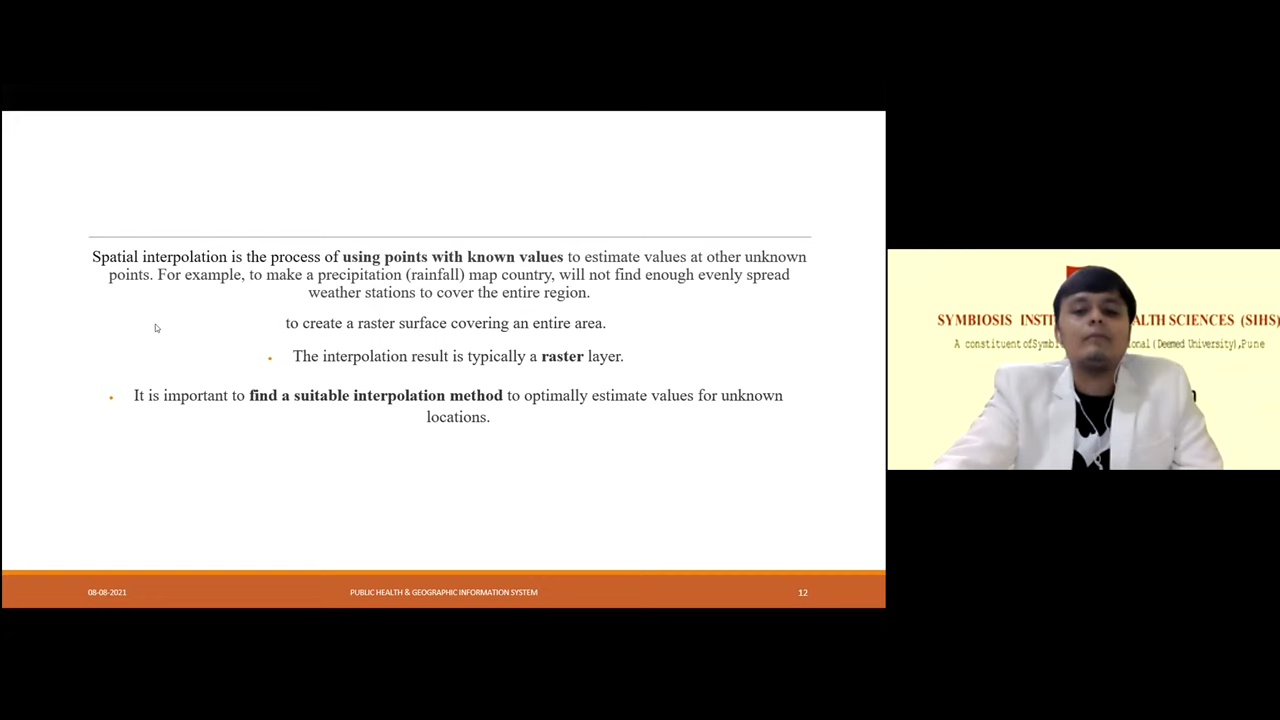 Spatial interpolation is the process of using points with known values to estimate values at other unknown
points. For example, to make a precipitation (rainfall) map country, will not find enough evenly spread
weather stations to cover the entire region.
to create a raster surface covering an entire area.
• The interpolation result is typically a raster layer.
• It is important to find a suitable interpolation method to optimally estimate values for unknown
locations.
08-08-2021
PUBLIC HEALTH & GEOGRAPHIC INFORMATION SYSTEM
12
SYMBIOSIS SCIENCES (SIHS)
A constituent of (Deemed University), Pune